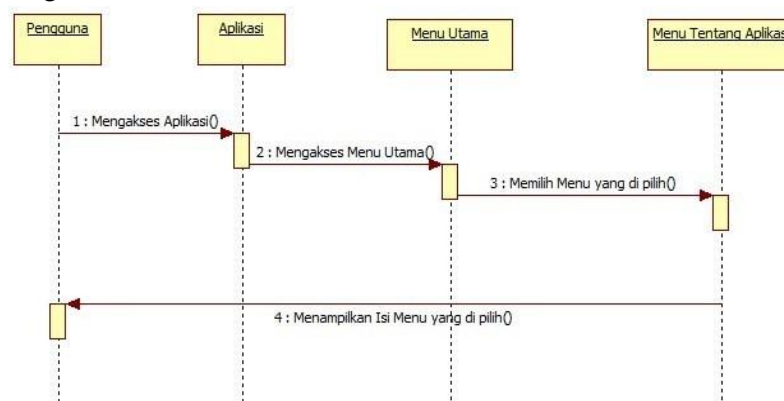 Pengguna
Aplikasi
Menu Utama
Menu Tentang Aplikas
1 : Mengakses Aplikasi()
2 : Mengakses Menu Utama()
3 : Memilih Menu yang di pilih()
4 : Menampilkan Isi Menu yang di pilih()